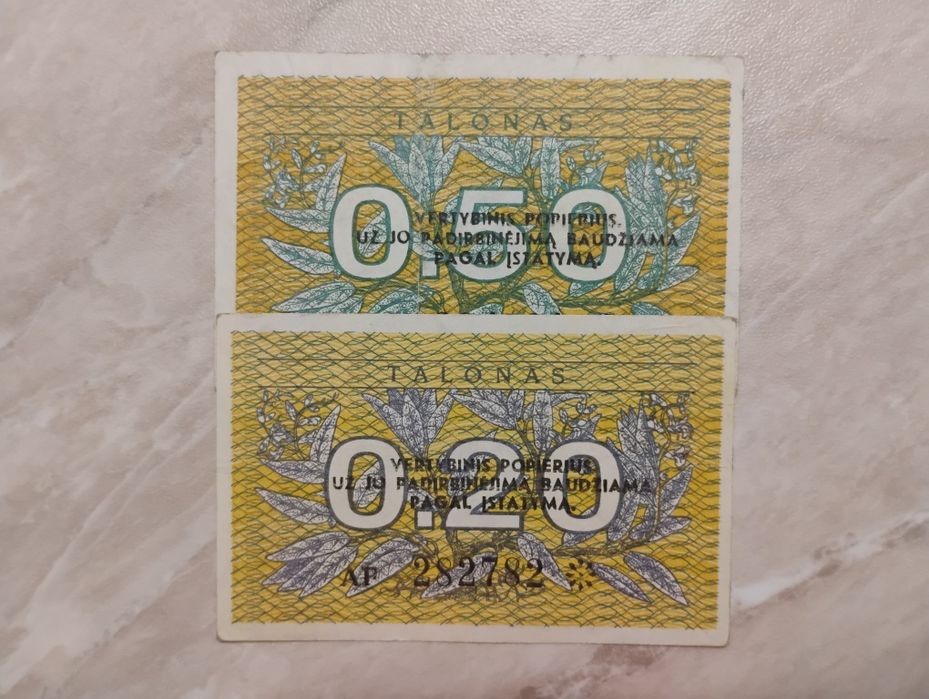 TALONAS
0.50
VERTYBINIS POPIERIUS.
UŽ JO PADIRBINĖJIMĄ BAUDŽIAMA
PAGAL ĮSTATYMĄ.
TALONAS
0.20
VERTYBINIS POPIERIUS.
UŽ JO PADIRBINĖJIMĄ BAUDŽIAMA
PAGAL ĮSTATYMĄ.
AP 282782